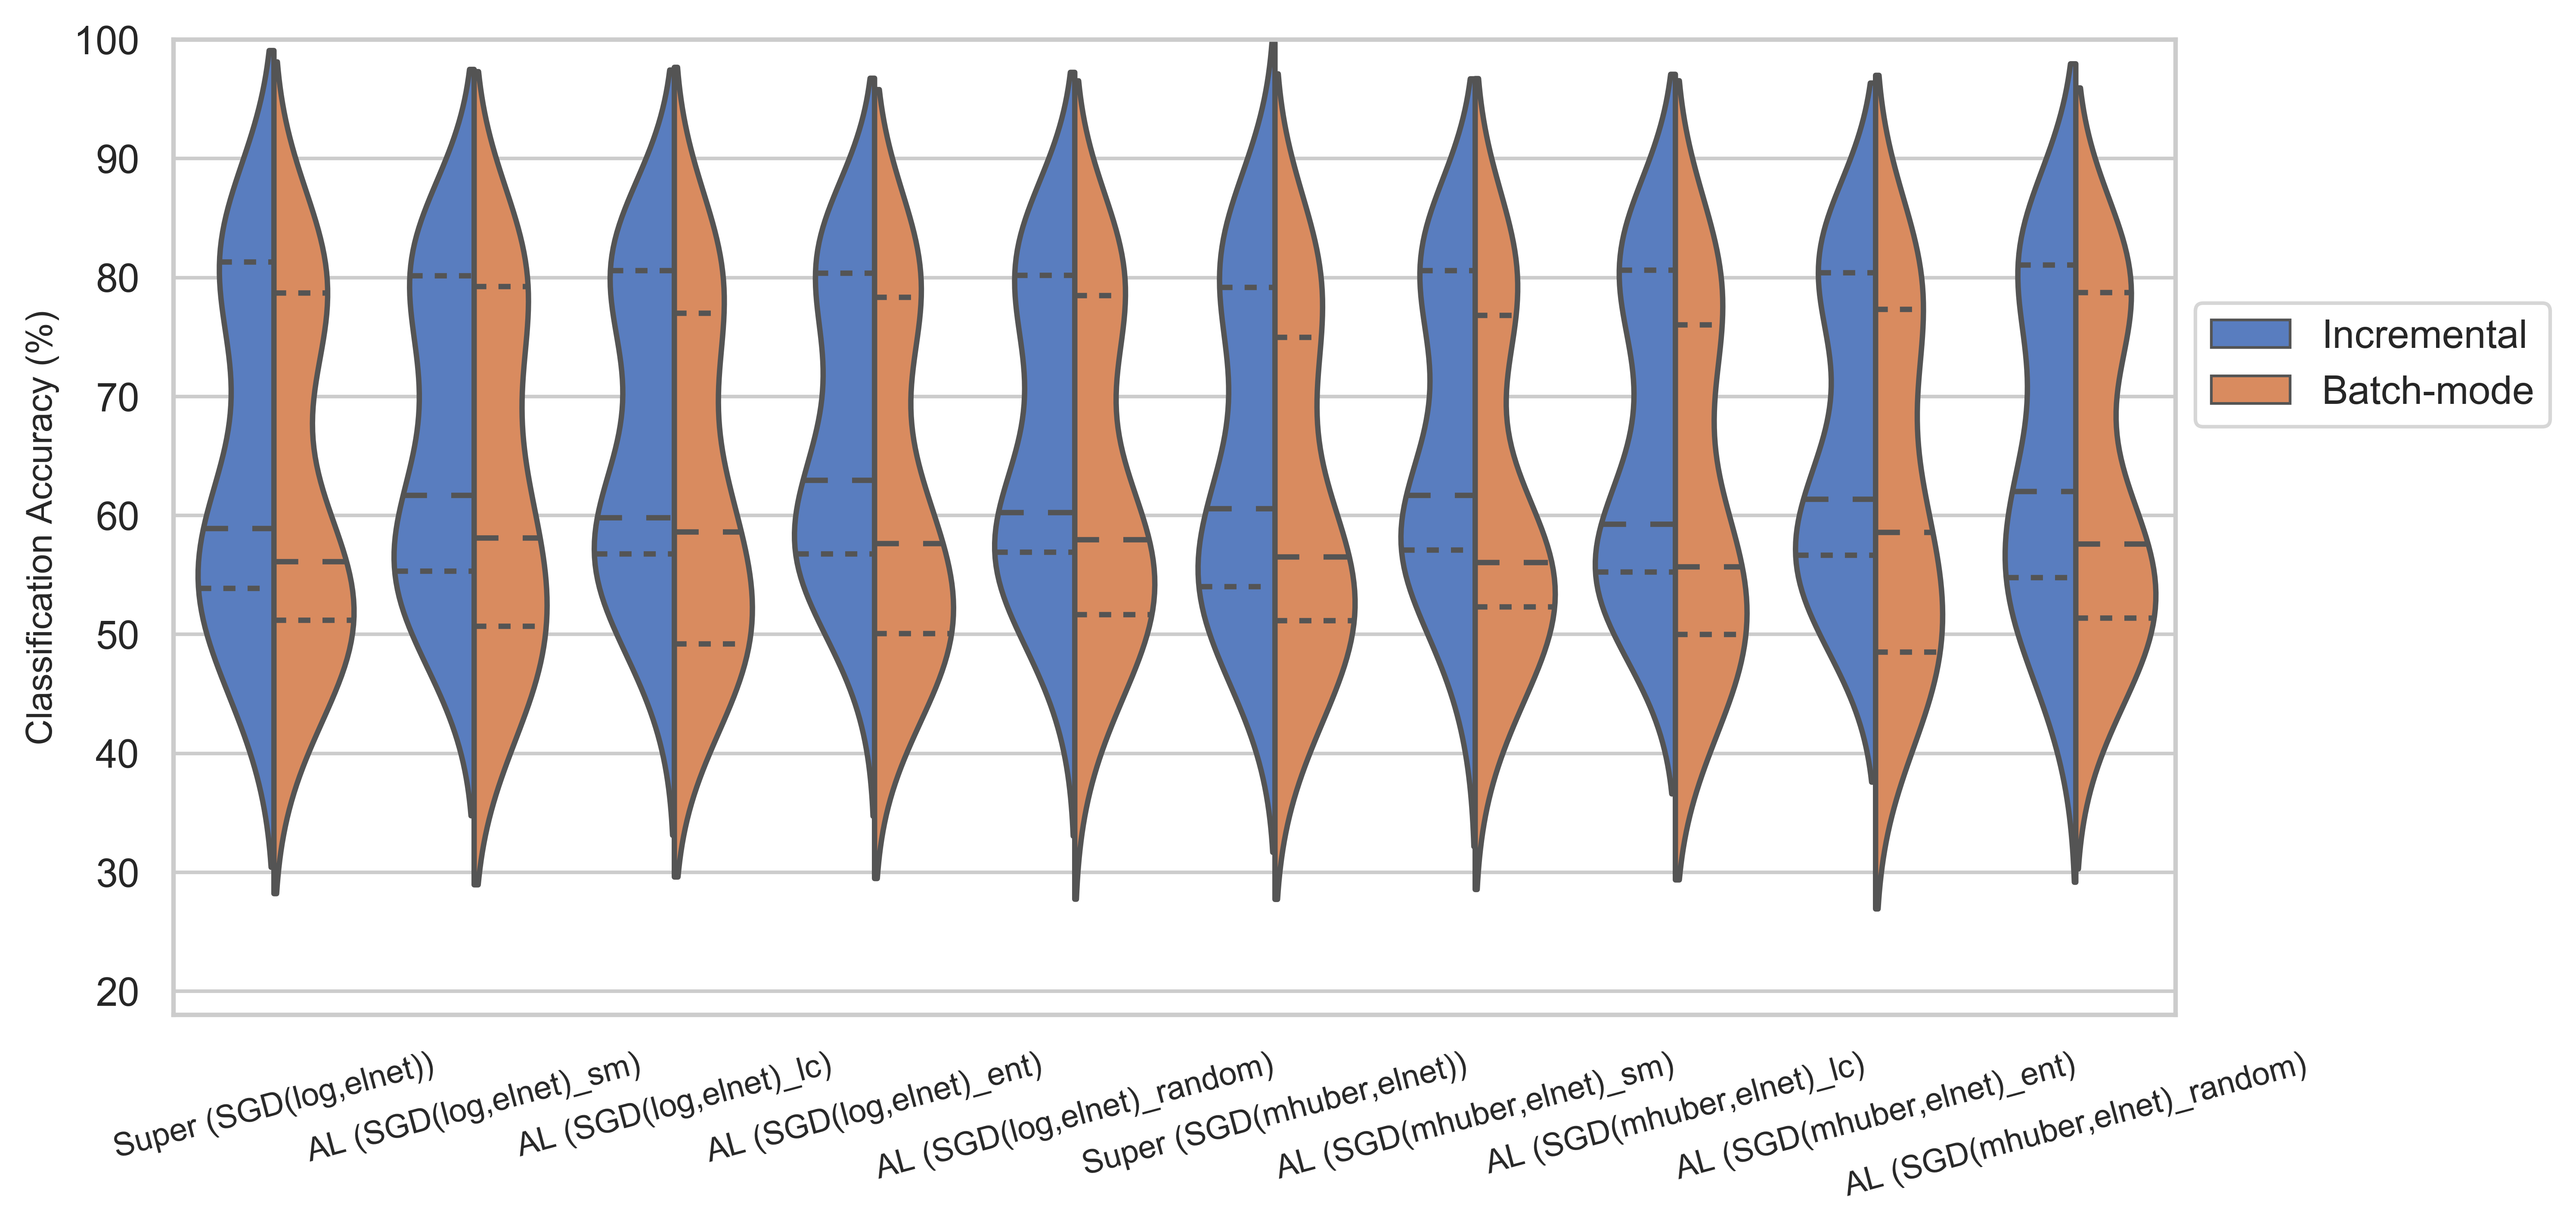 Classification Accuracy (%)
100
90
80
70
60
50
40
30
20
Super (SGD(log,elnet))
AL (SGD(log,elnet)_sm)
AL (SGD(log,elnet)_lc)
AL (SGD(log,elnet)_ent)
AL (SGD(log,elnet)_random)
Super (SGD(mhuber,elnet))
AL (SGD(mhuber,elnet)_sm)
AL (SGD(mhuber,elnet)_lc)
AL (SGD(mhuber,elnet)_ent)
AL (SGD(mhuber,elnet)_random)
Incremental
Batch-mode